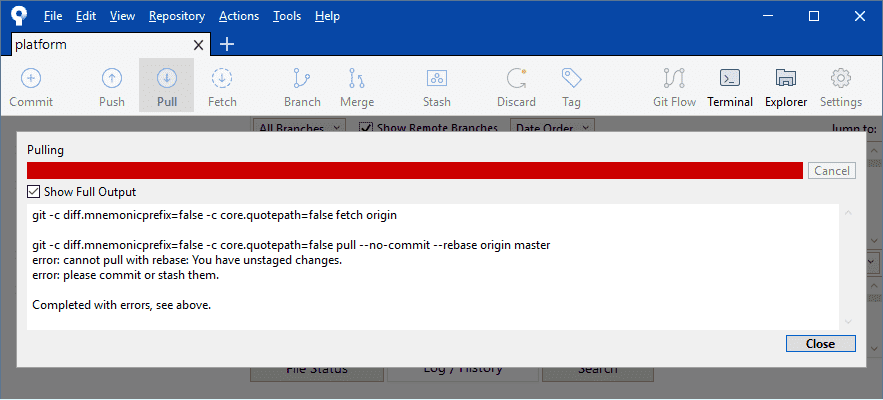 File Edit View Repository Actions Tools Help
platform
Commit Push Pull Fetch Branch Merge Stash Discard Tag Git Flow Terminal Explorer Settings
All Branches Show Remote Branches Date Order Jump to:
Pulling
Cancel
Show Full Output
git -c diff.mnemonicprefix=false -c core.quotepath=false fetch origin
git -c diff.mnemonicprefix=false -c core.quotepath=false pull --no-commit --rebase origin master
error: cannot pull with rebase: You have unstaged changes.
error: please commit or stash them.
Completed with errors, see above.
Close
File Status Log / History Search